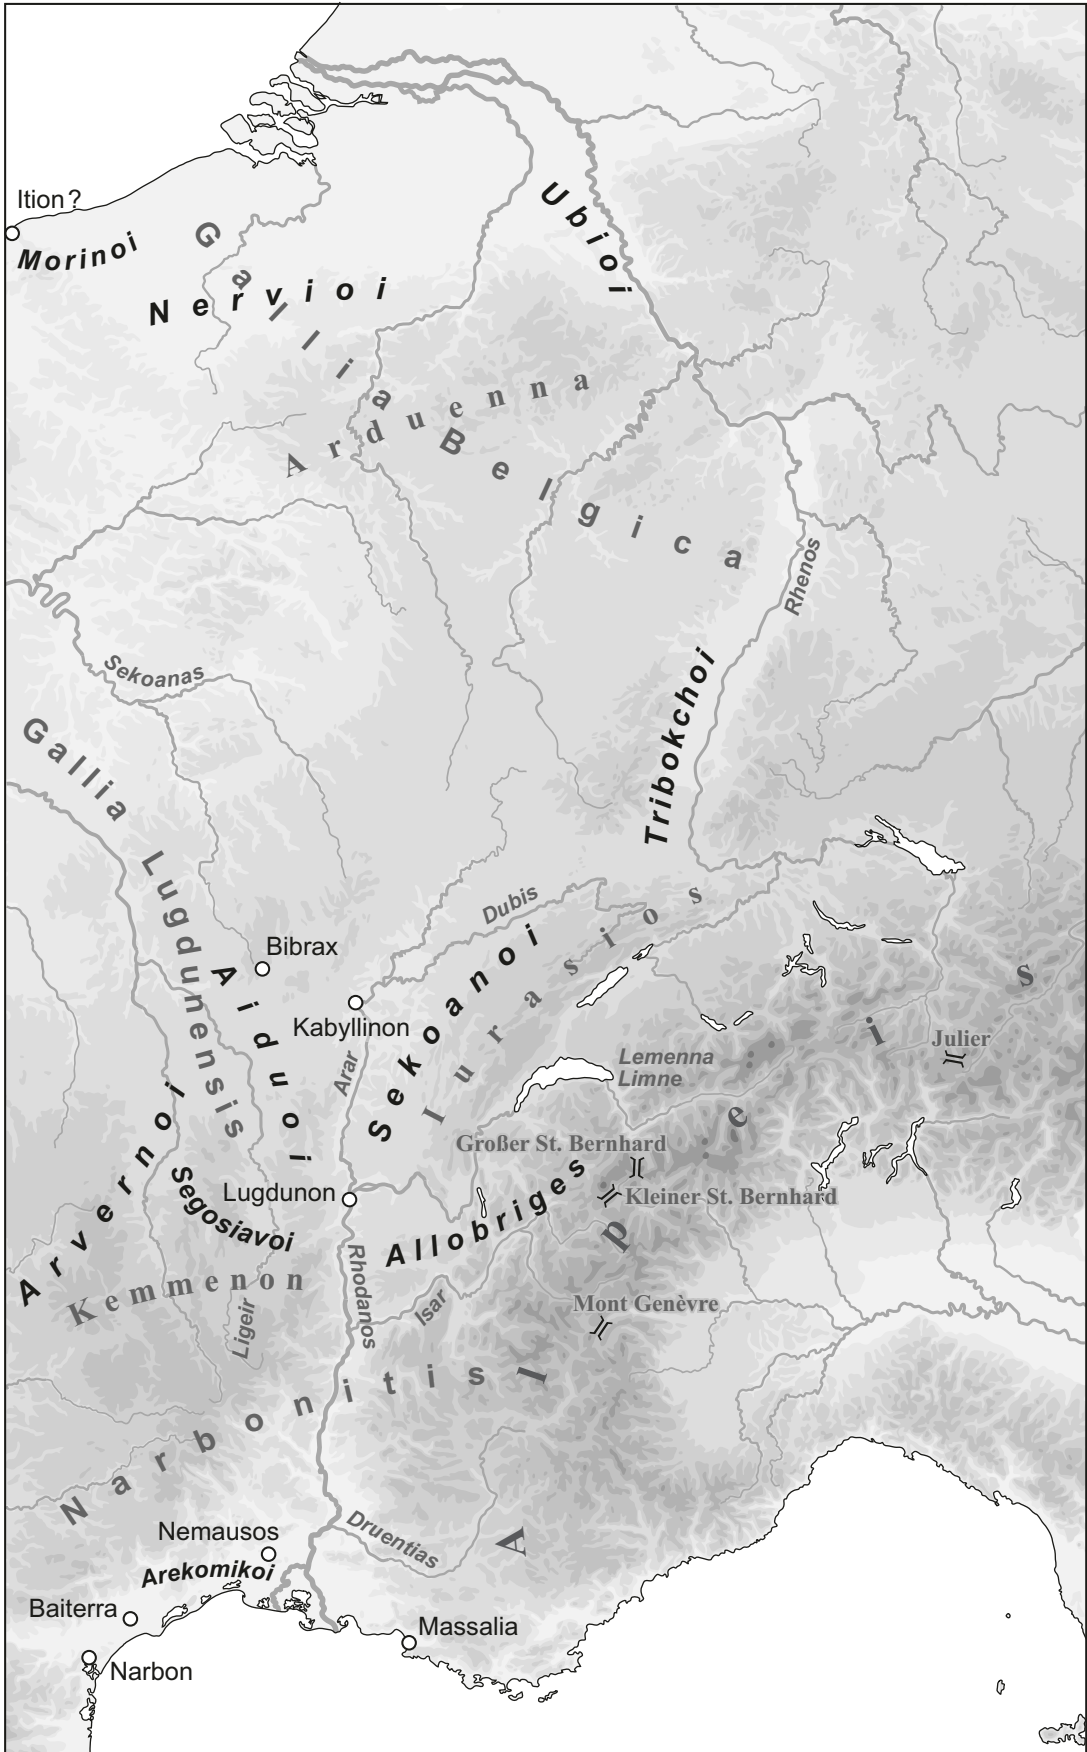 Ition?
Morinoi
Nervioi
Ubioi
Gallia Belgica
Arduenna
Rhenos
Sekoanas
Tribokchoi
Gallia Lugdunensis
Dubis
Bibrax
Aiduoi
Kabyllinon
Sekoanoi
Iurasios
Arar
Lemenna
Limne
Julier
Arvernoi
Großer St. Bernhard
Segosiavoi
Lugdunon
Allobriges
Kleiner St. Bernhard
Alpeis
Kemmenon
Rhodanos
Isar
Ligeir
Mont Genèvre
Narbonitis
Druentias
Nemausos
Arekomikoi
Baiterra
Massalia
Narbon